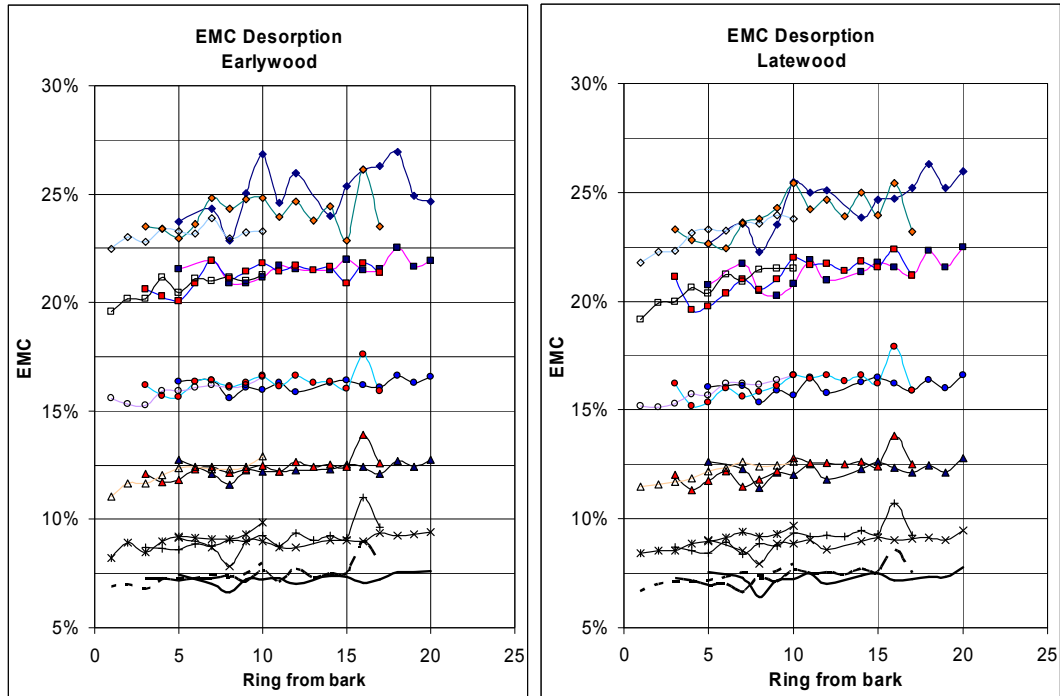 EMC Desorption
Earlywood
30%
25%
20%
15%
10%
5%
EMC
0 5 10 15 20 25
Ring from bark
EMC Desorption
Latewood
30%
25%
20%
15%
10%
5%
EMC
0 5 10 15 20 25
Ring from bark